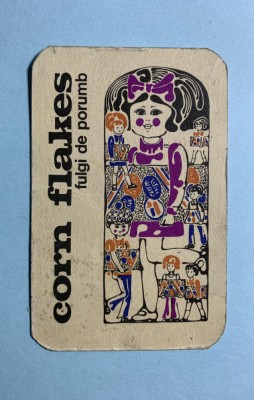 corn flakes
fulgi de porumb